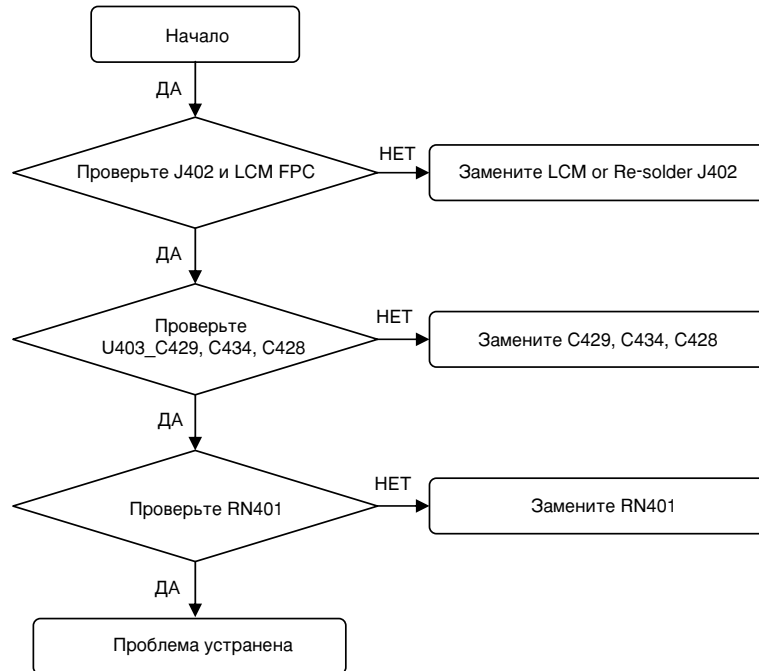 Начало
ДА
Проверьте J402 и LCM FPC
НЕТ
Замените LCM or Re-solder J402
ДА
Проверьте
U403_C429, C434, C428
НЕТ
Замените C429, C434, C428
ДА
Проверьте RN401
НЕТ
Замените RN401
ДА
Проблема устранена